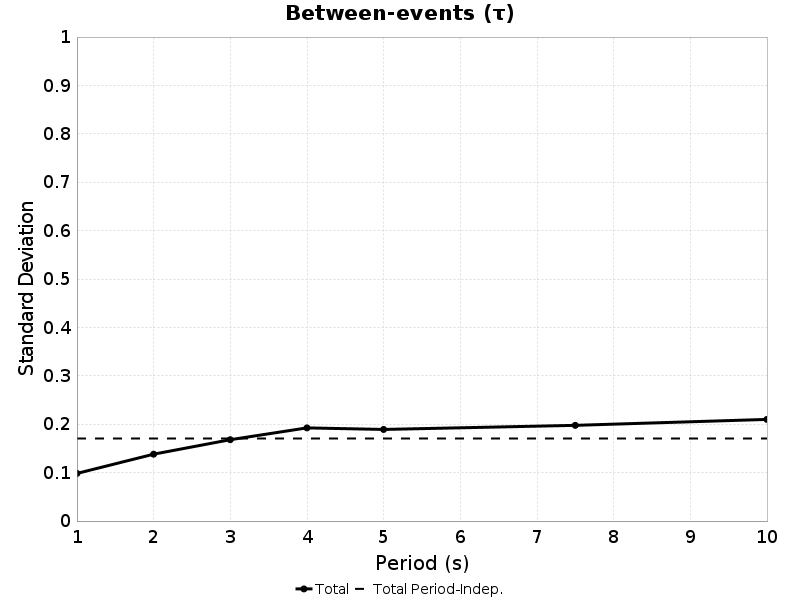 Between-events (τ)
Standard Deviation
1
0.9
0.8
0.7
0.6
0.5
0.4
0.3
0.2
0.1
0
1 2 3 4 5 6 7 8 9 10
Period (s)
Total Total Period-Indep.